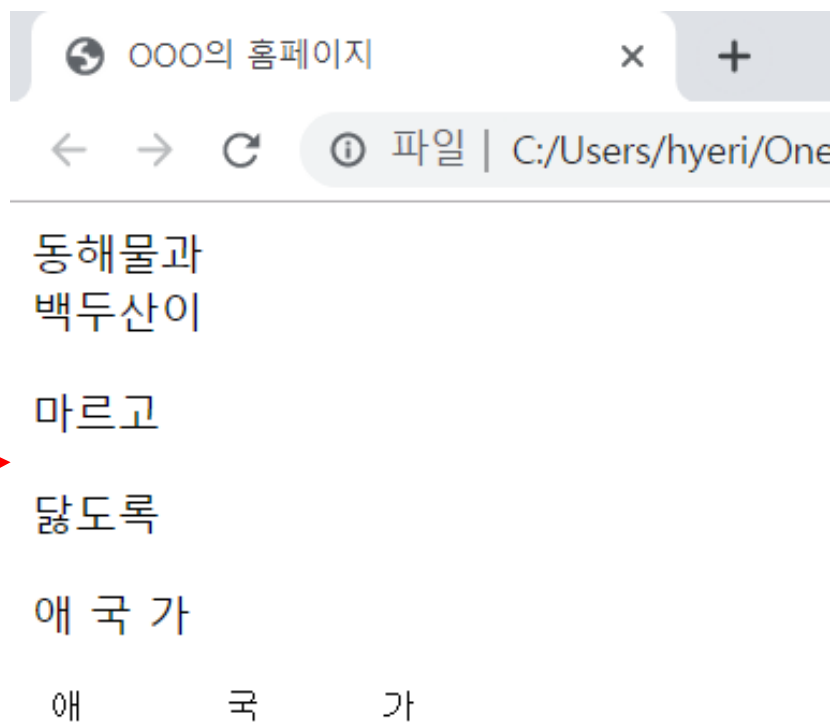 OOO의 홈페이지
파일 | C:/Users/hyeri/One
동해물과
백두산이
마르고
닳도록
애 국 가
애 국 가